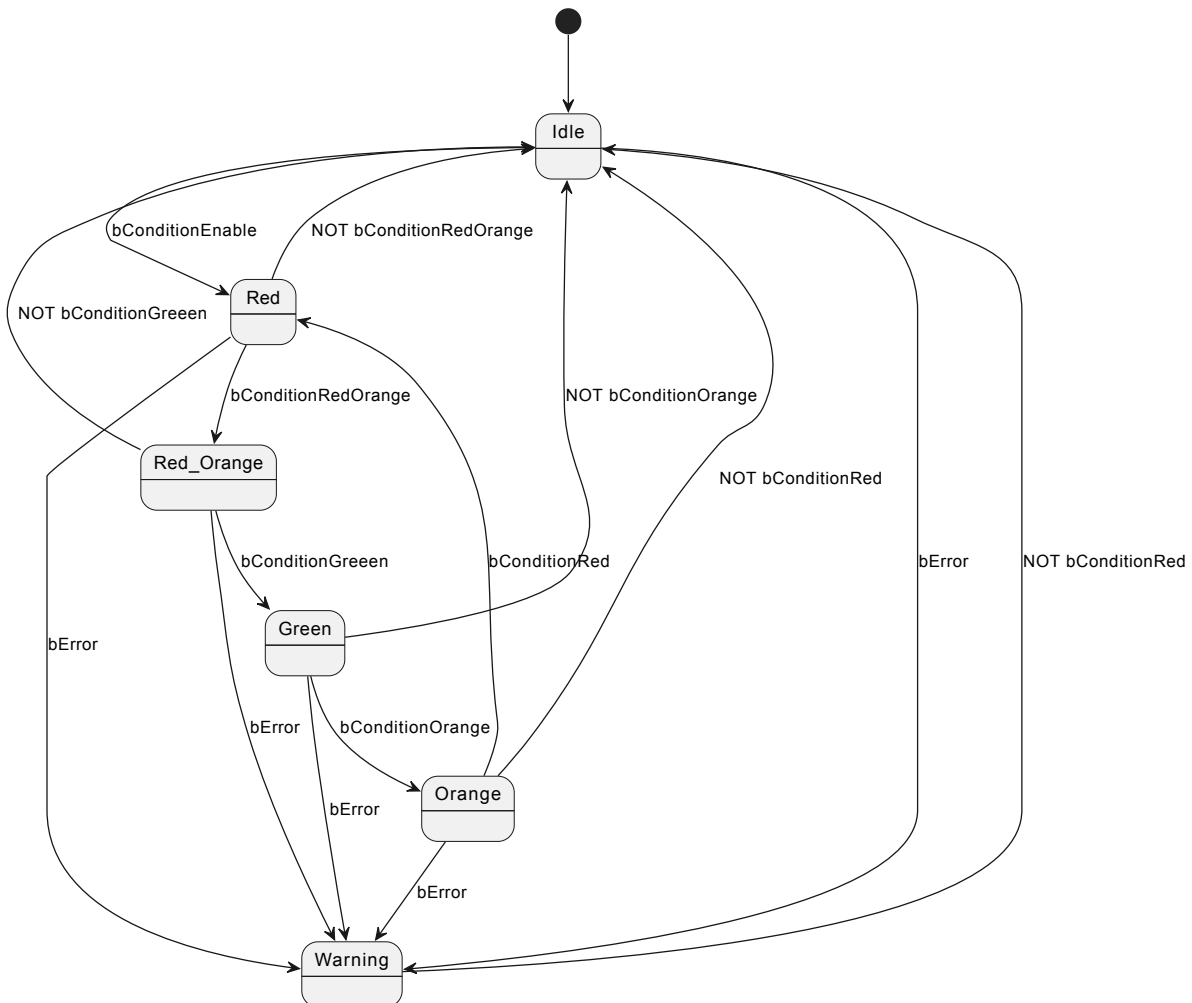 Idle
bConditionEnable
NOT bConditionRedOrange
Red
NOT bConditionGreeen
bConditionRedOrange
NOT bConditionOrange
Red_Orange
NOT bConditionRed
bConditionGreeen
bConditionRed
bError
NOT bConditionRed
Green
bError
bError
bConditionOrange
Orange
bError
bError
Warning